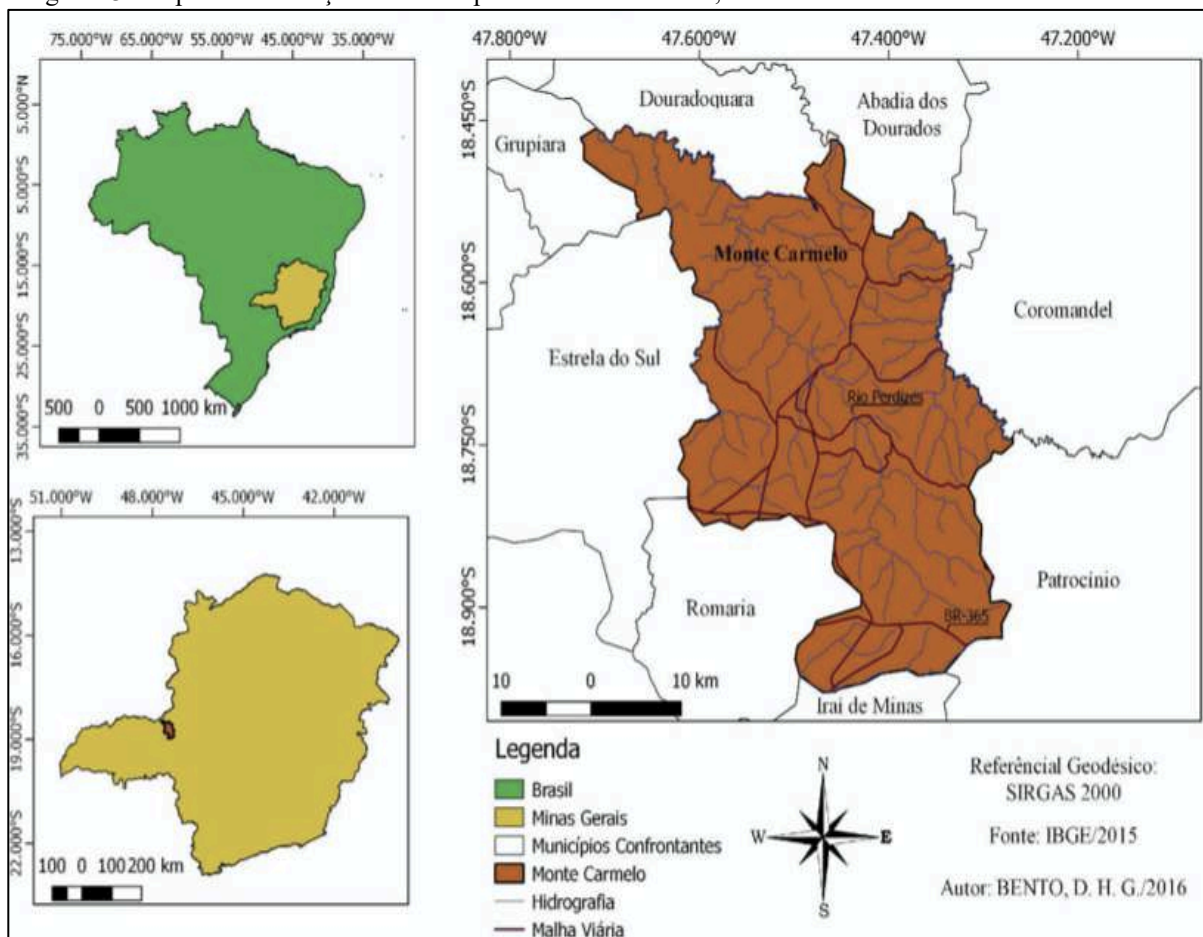 75.000°W 65.000°W 55.000°W 45.000°W 35.000°W
5.000°N
5.000°S
15.000°S
25.000°S
35.000°S
500 0 500 1000 km
51.000°W 48.000°W 45.000°W 42.000°W
13.000°S
16.000°S
19.000°S
22.000°S
100 0 100 200 km
47.800°W 47.600°W 47.400°W 47.200°W
18.450°S
18.600°S
18.750°S
18.900°S
Douradoquara
Abadia dos
Dourados
Grupiara
Monte Carmelo
Coromandel
Estrela do Sul
Rio Perdizes
Patrocínio
Romaria
BR-365
Irai de Minas
10 0 10 km
Legenda
Brasil
Minas Gerais
Municípios Confrontantes
Monte Carmelo
Hidrografia
Malha Viária
N
W E
S
Referêncial Geodésico:
SIRGAS 2000
Fonte: IBGE/2015
Autor: BENTO, D. H. G./2016